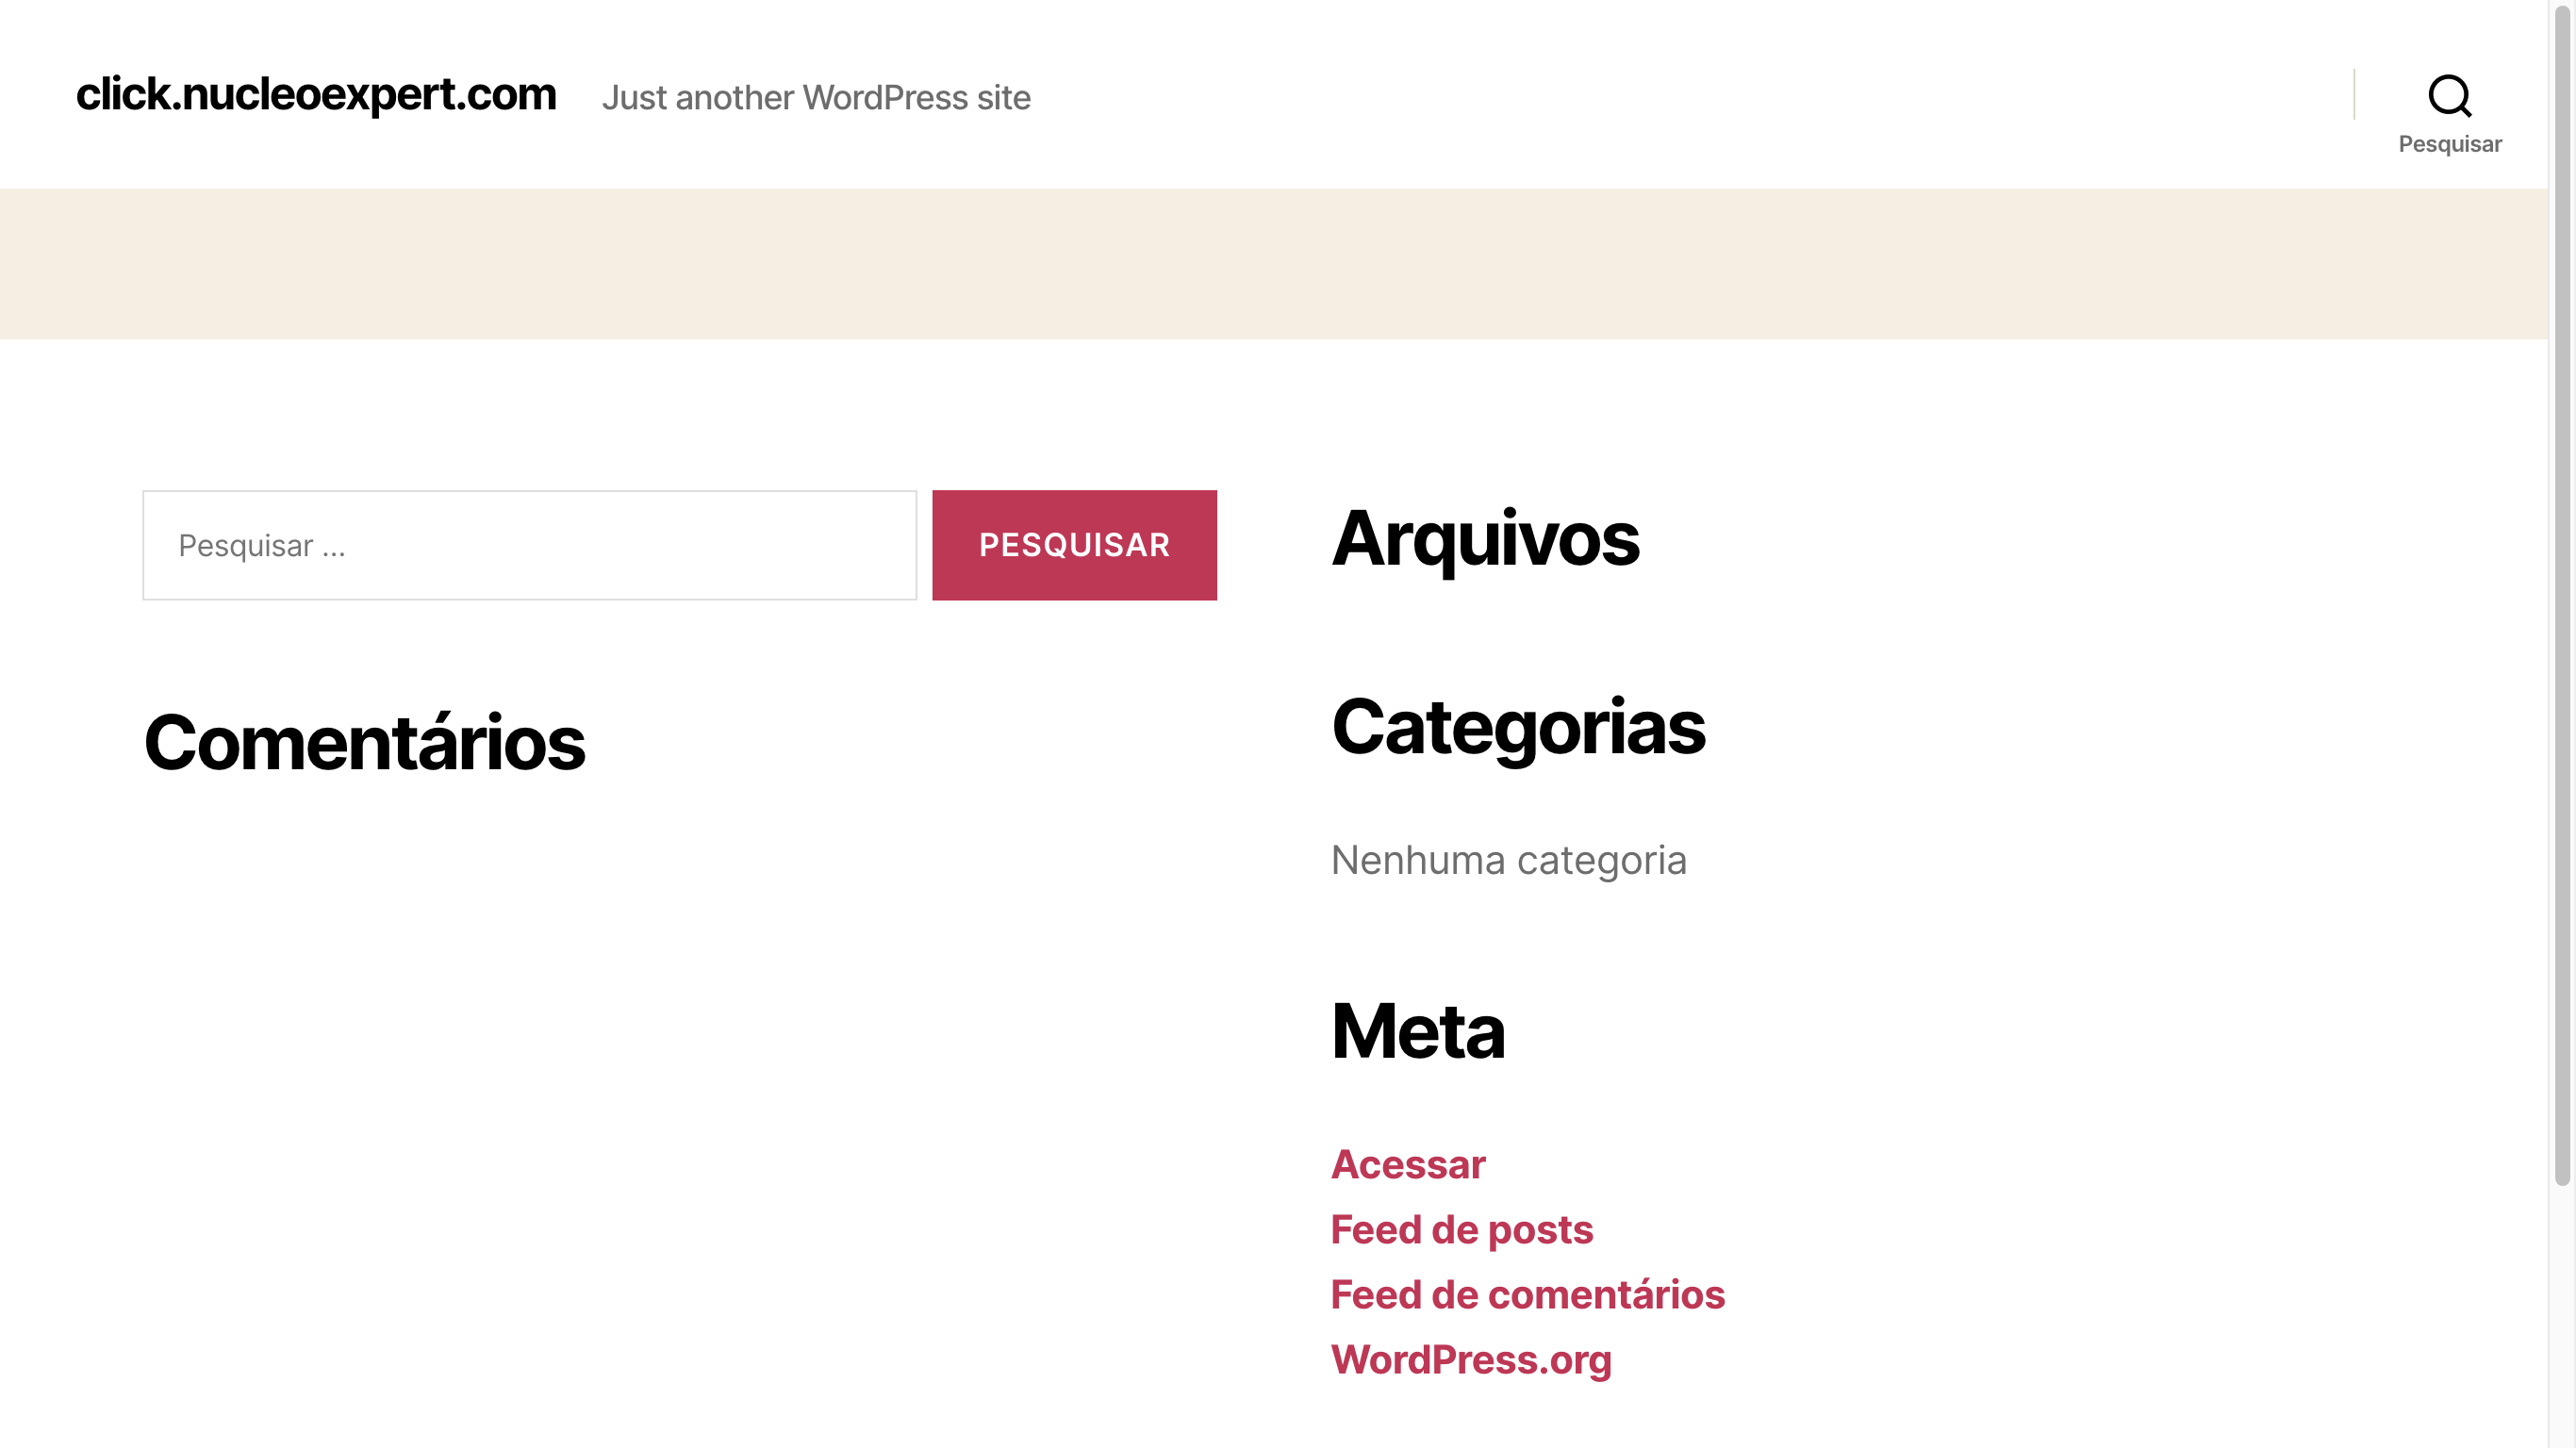 click.nucleoexpert.com Just another WordPress site
Pesquisar
Pesquisar …
PESQUISAR
Comentários
Arquivos
Categorias
Nenhuma categoria
Meta
Acessar
Feed de posts
Feed de comentários
WordPress.org